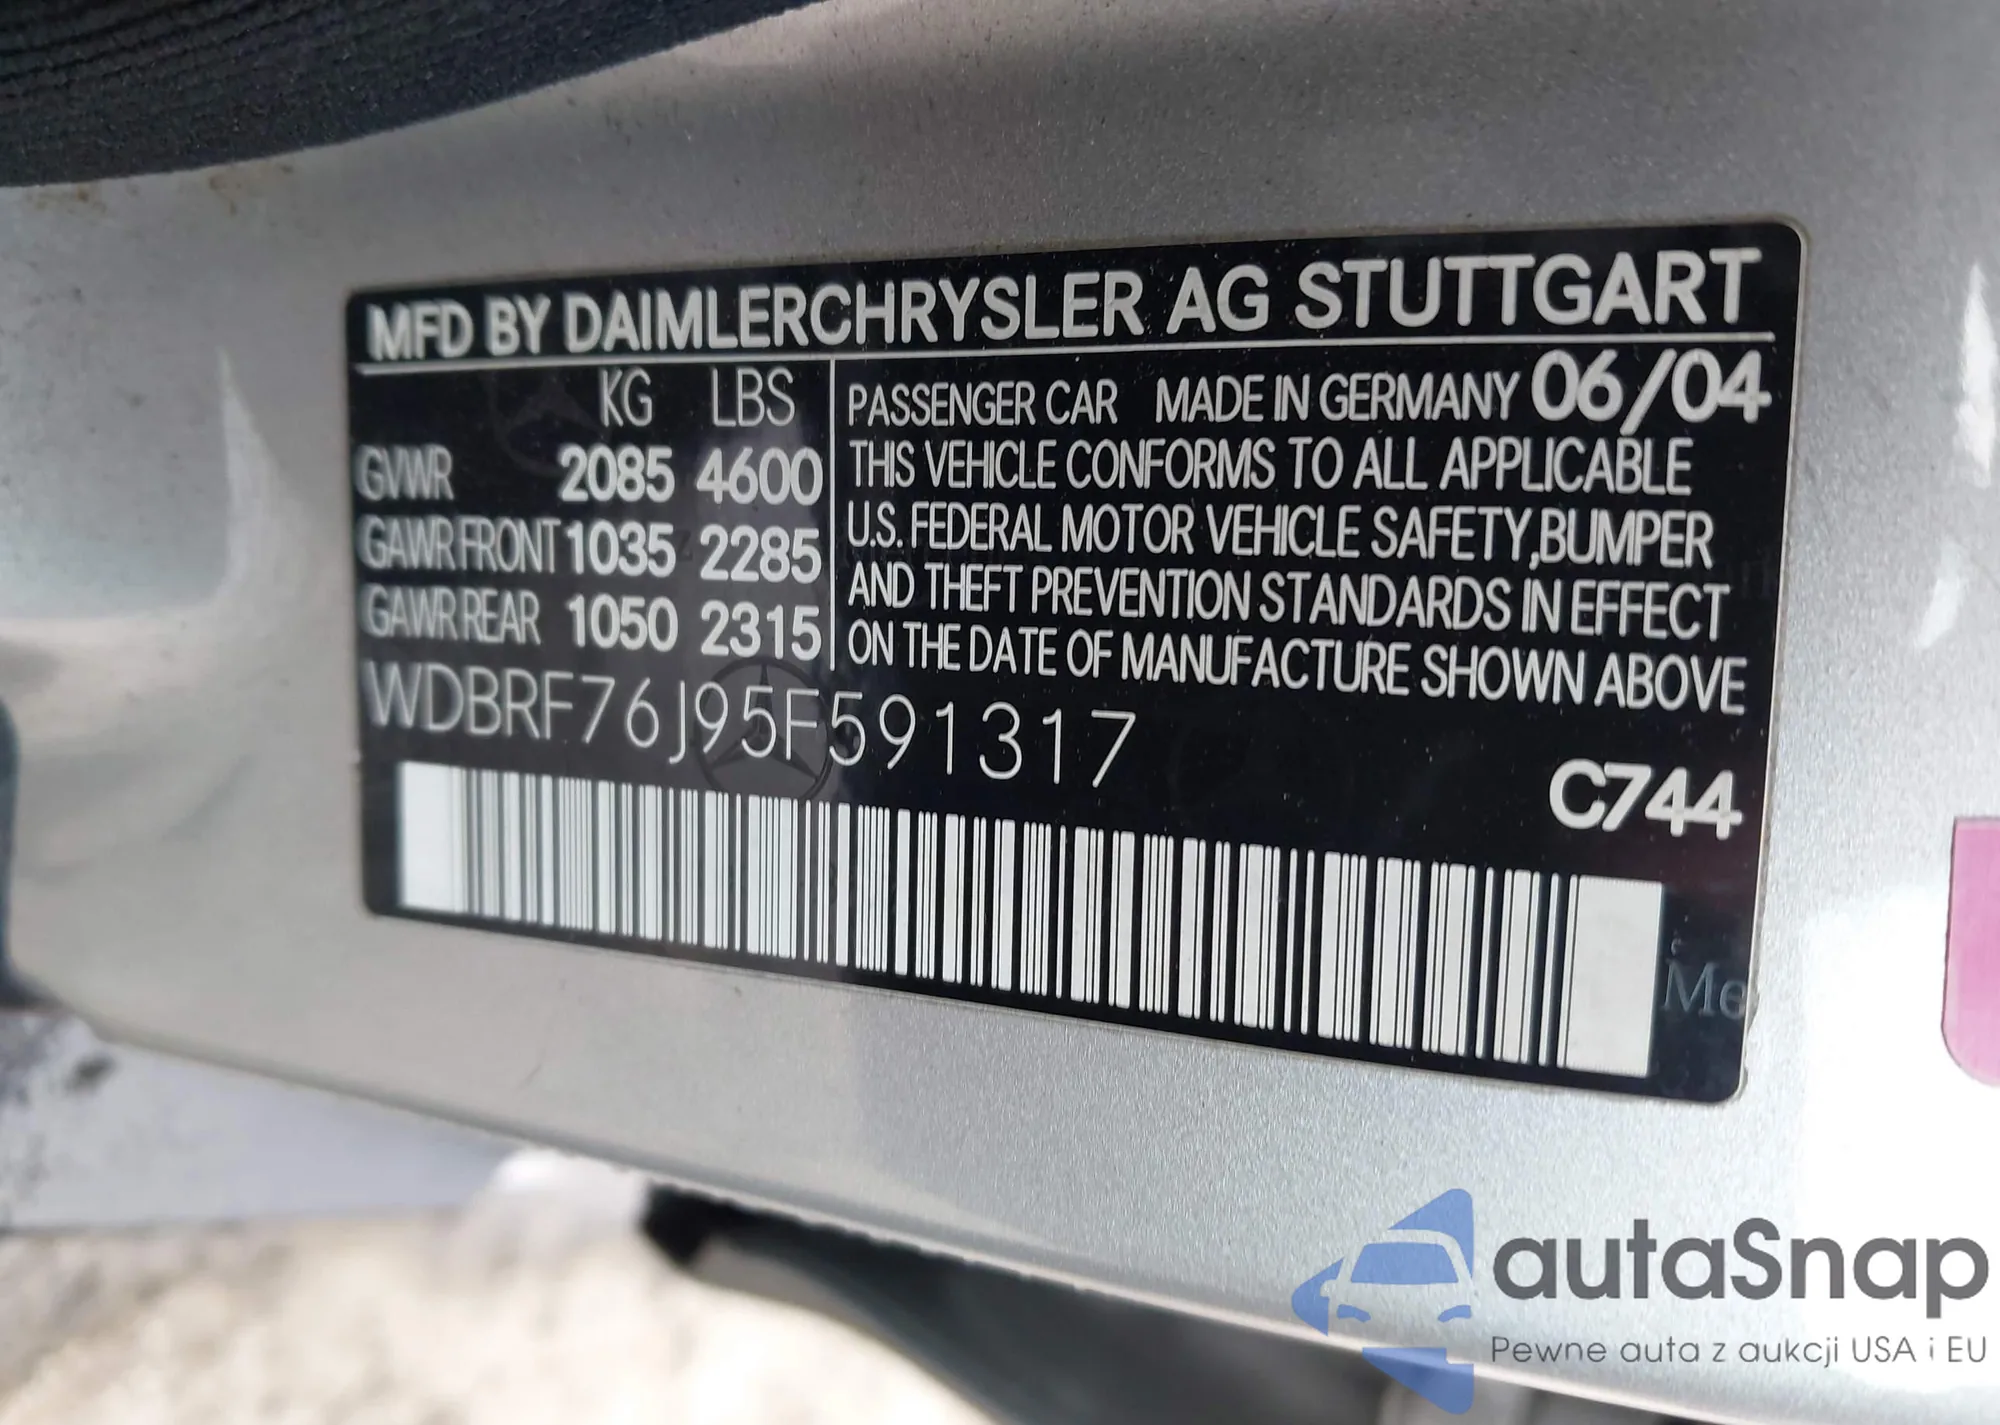 MFD BY DAIMLERCHRYSLER AG STUTTGART
KG LBS
GVWR 2085 4600
GAWR FRONT 1035 2285
GAWR REAR 1050 2315
PASSENGER CAR MADE IN GERMANY 06/04
THIS VEHICLE CONFORMS TO ALL APPLICABLE
U.S. FEDERAL MOTOR VEHICLE SAFETY,BUMPER
AND THEFT PREVENTION STANDARDS IN EFFECT
ON THE DATE OF MANUFACTURE SHOWN ABOVE
WDBRF76J95F591317
C744
Me
autaSnap
Pewne auta z aukcji USA i EU